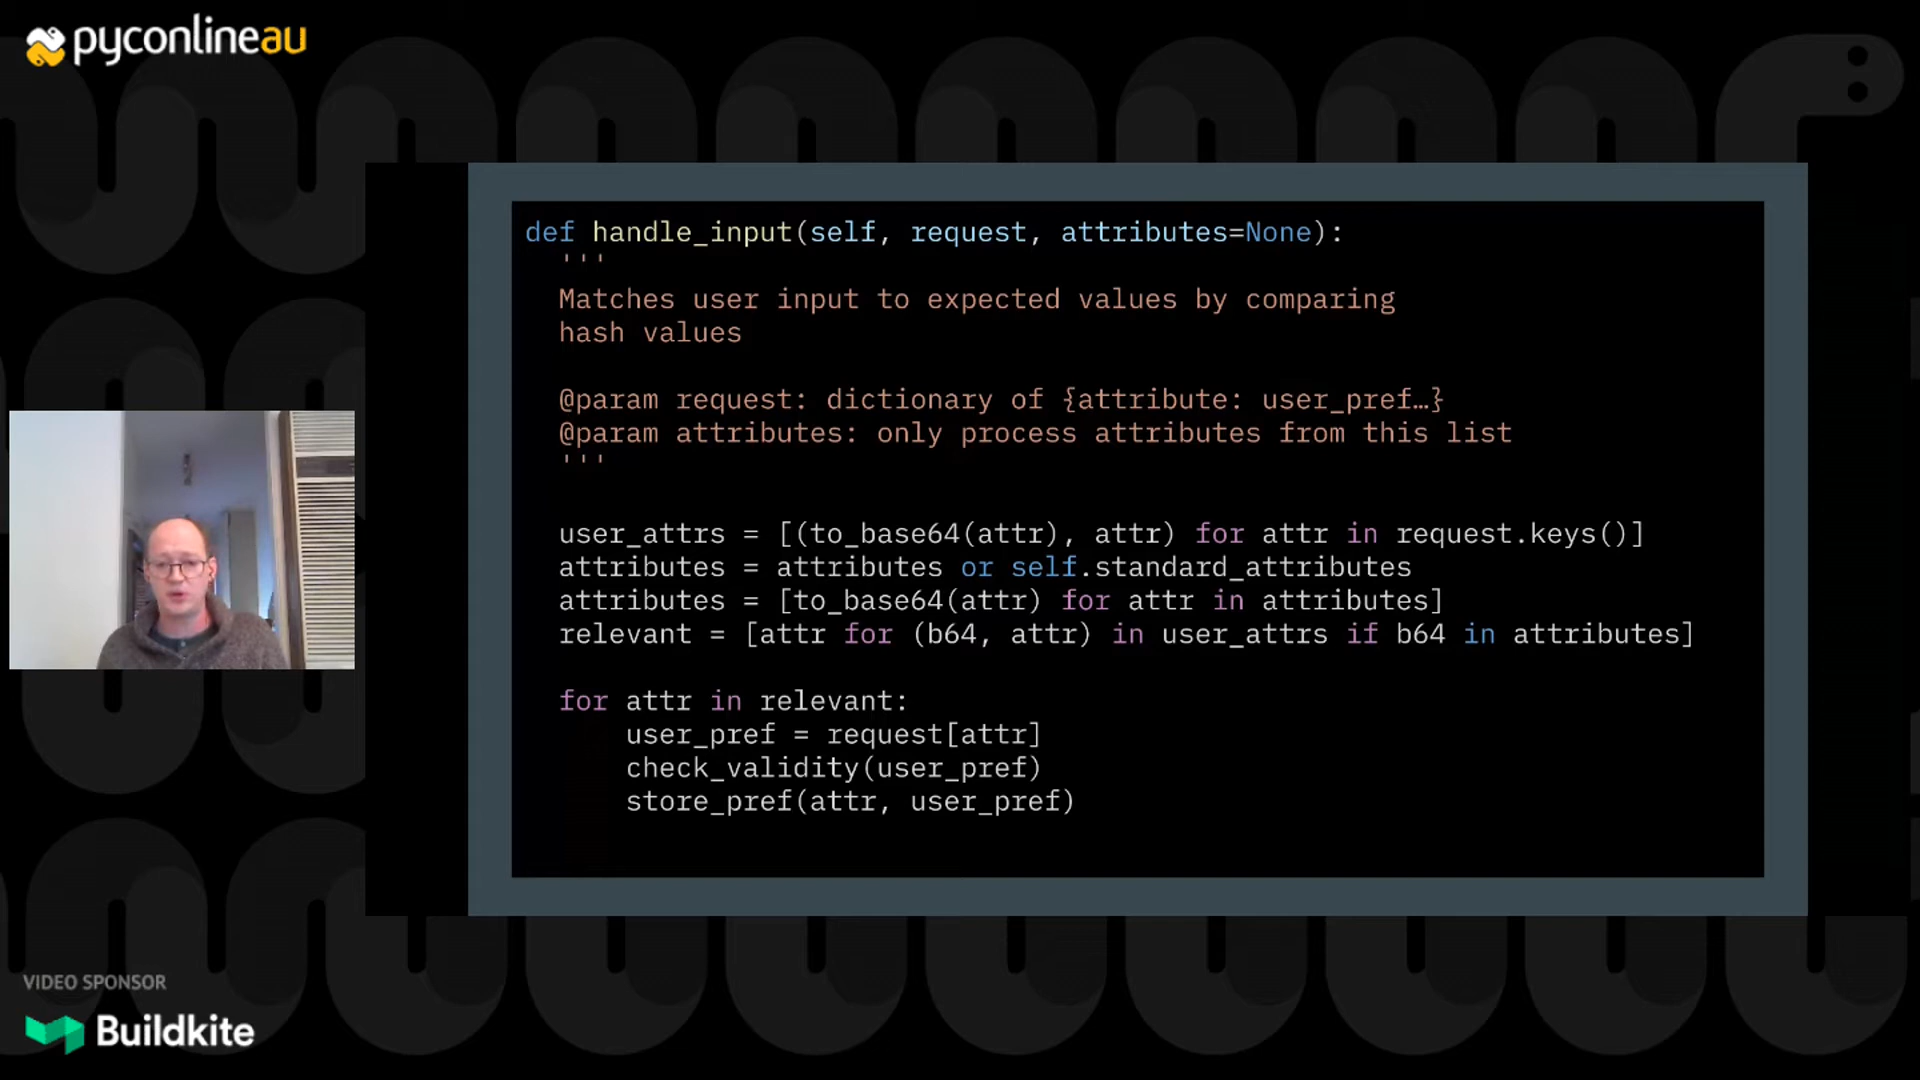 pyconlineau
def handle_input(self, request, attributes=None):
'''
Matches user input to expected values by comparing
hash values
@param request: dictionary of {attribute: user_pref…}
@param attributes: only process attributes from this list
'''
user_attrs = [(to_base64(attr), attr) for attr in request.keys()]
attributes = attributes or self.standard_attributes
attributes = [to_base64(attr) for attr in attributes]
relevant = [attr for (b64, attr) in user_attrs if b64 in attributes]
for attr in relevant:
user_pref = request[attr]
check_validity(user_pref)
store_pref(attr, user_pref)
VIDEO SPONSOR
Buildkite